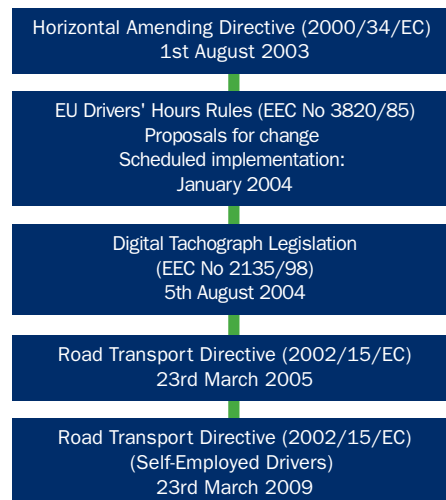 Horizontal Amending Directive (2000/34/EC)
1st August 2003
EU Drivers' Hours Rules (EEC No 3820/85)
Proposals for change
Scheduled implementation:
January 2004
Digital Tachograph Legislation
(EEC No 2135/98)
5th August 2004
Road Transport Directive (2002/15/EC)
23rd March 2005
Road Transport Directive (2002/15/EC)
(Self-Employed Drivers)
23rd March 2009